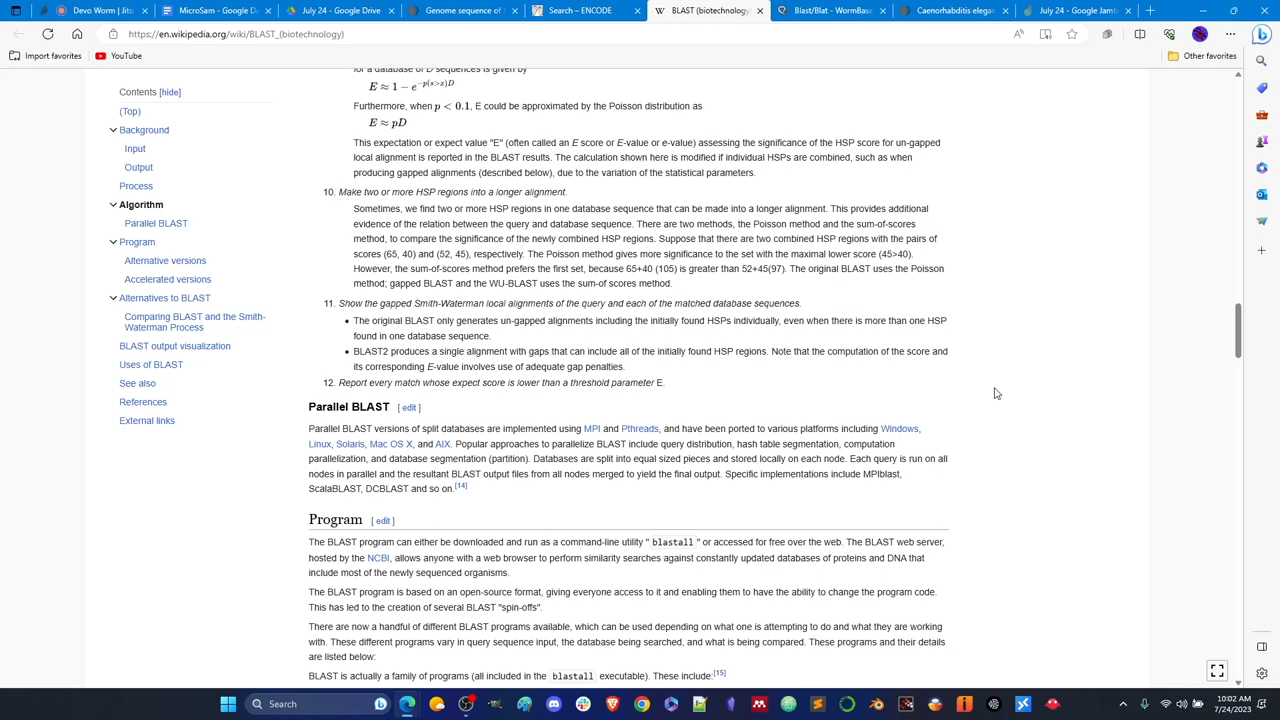 Devo Worm | Jits
MicroSam - Google D
July 24 - Google Drive
Genome sequence of
Search – ENCODE
BLAST (biotechnology)
Blast/Blat - WormBase
Caenorhabditis elegan
July 24 - Google Jamb
https://en.wikipedia.org/wiki/BLAST_(biotechnology)
Import favorites
YouTube
Other favorites
Contents [hide]
(Top)
Background
Input
Output
Process
Algorithm
Parallel BLAST
Program
Alternative versions
Accelerated versions
Alternatives to BLAST
Comparing BLAST and the Smith-
Waterman Process
BLAST output visualization
Uses of BLAST
See also
References
External links
for a database of D sequences is given by
E ≈ 1 − e^{−p(s>x)D}
Furthermore, when p < 0.1, E could be approximated by the Poisson distribution as
E ≈ pD
This expectation or expect value "E" (often called an E score or E-value or e-value) assessing the significance of the HSP score for un-gapped
local alignment is reported in the BLAST results. The calculation shown here is modified if individual HSPs are combined, such as when
producing gapped alignments (described below), due to the variation of the statistical parameters.
10. Make two or more HSP regions into a longer alignment.
Sometimes, we find two or more HSP regions in one database sequence that can be made into a longer alignment. This provides additional
evidence of the relation between the query and database sequence. There are two methods, the Poisson method and the sum-of-scores
method, to compare the significance of the newly combined HSP regions. Suppose that there are two combined HSP regions with the pairs of
scores (65, 40) and (52, 45), respectively. The Poisson method gives more significance to the set with the maximal lower score (45>40).
However, the sum-of-scores method prefers the first set, because 65+40 (105) is greater than 52+45(97). The original BLAST uses the Poisson
method; gapped BLAST and the WU-BLAST uses the sum-of scores method.
11. Show the gapped Smith-Waterman local alignments of the query and each of the matched database sequences.
• The original BLAST only generates un-gapped alignments including the initially found HSPs individually, even when there is more than one HSP
found in one database sequence.
• BLAST2 produces a single alignment with gaps that can include all of the initially found HSP regions. Note that the computation of the score and
its corresponding E-value involves use of adequate gap penalties.
12. Report every match whose expect score is lower than a threshold parameter E.
Parallel BLAST [ edit ]
Parallel BLAST versions of split databases are implemented using MPI and Pthreads, and have been ported to various platforms including Windows,
Linux, Solaris, Mac OS X, and AIX. Popular approaches to parallelize BLAST include query distribution, hash table segmentation, computation
parallelization, and database segmentation (partition). Databases are split into equal sized pieces and stored locally on each node. Each query is run on all
nodes in parallel and the resultant BLAST output files from all nodes merged to yield the final output. Specific implementations include MPIblast,
ScalaBLAST, DCBLAST and so on.[14]
Program [ edit ]
The BLAST program can either be downloaded and run as a command-line utility " blastall " or accessed for free over the web. The BLAST web server,
hosted by the NCBI, allows anyone with a web browser to perform similarity searches against constantly updated databases of proteins and DNA that
include most of the newly sequenced organisms.
The BLAST program is based on an open-source format, giving everyone access to it and enabling them to have the ability to change the program code.
This has led to the creation of several BLAST "spin-offs".
There are now a handful of different BLAST programs available, which can be used depending on what one is attempting to do and what they are working
with. These different programs vary in query sequence input, the database being searched, and what is being compared. These programs and their details
are listed below:
BLAST is actually a family of programs (all included in the blastall executable). These include:[15]
Search
10:02 AM
7/24/2023